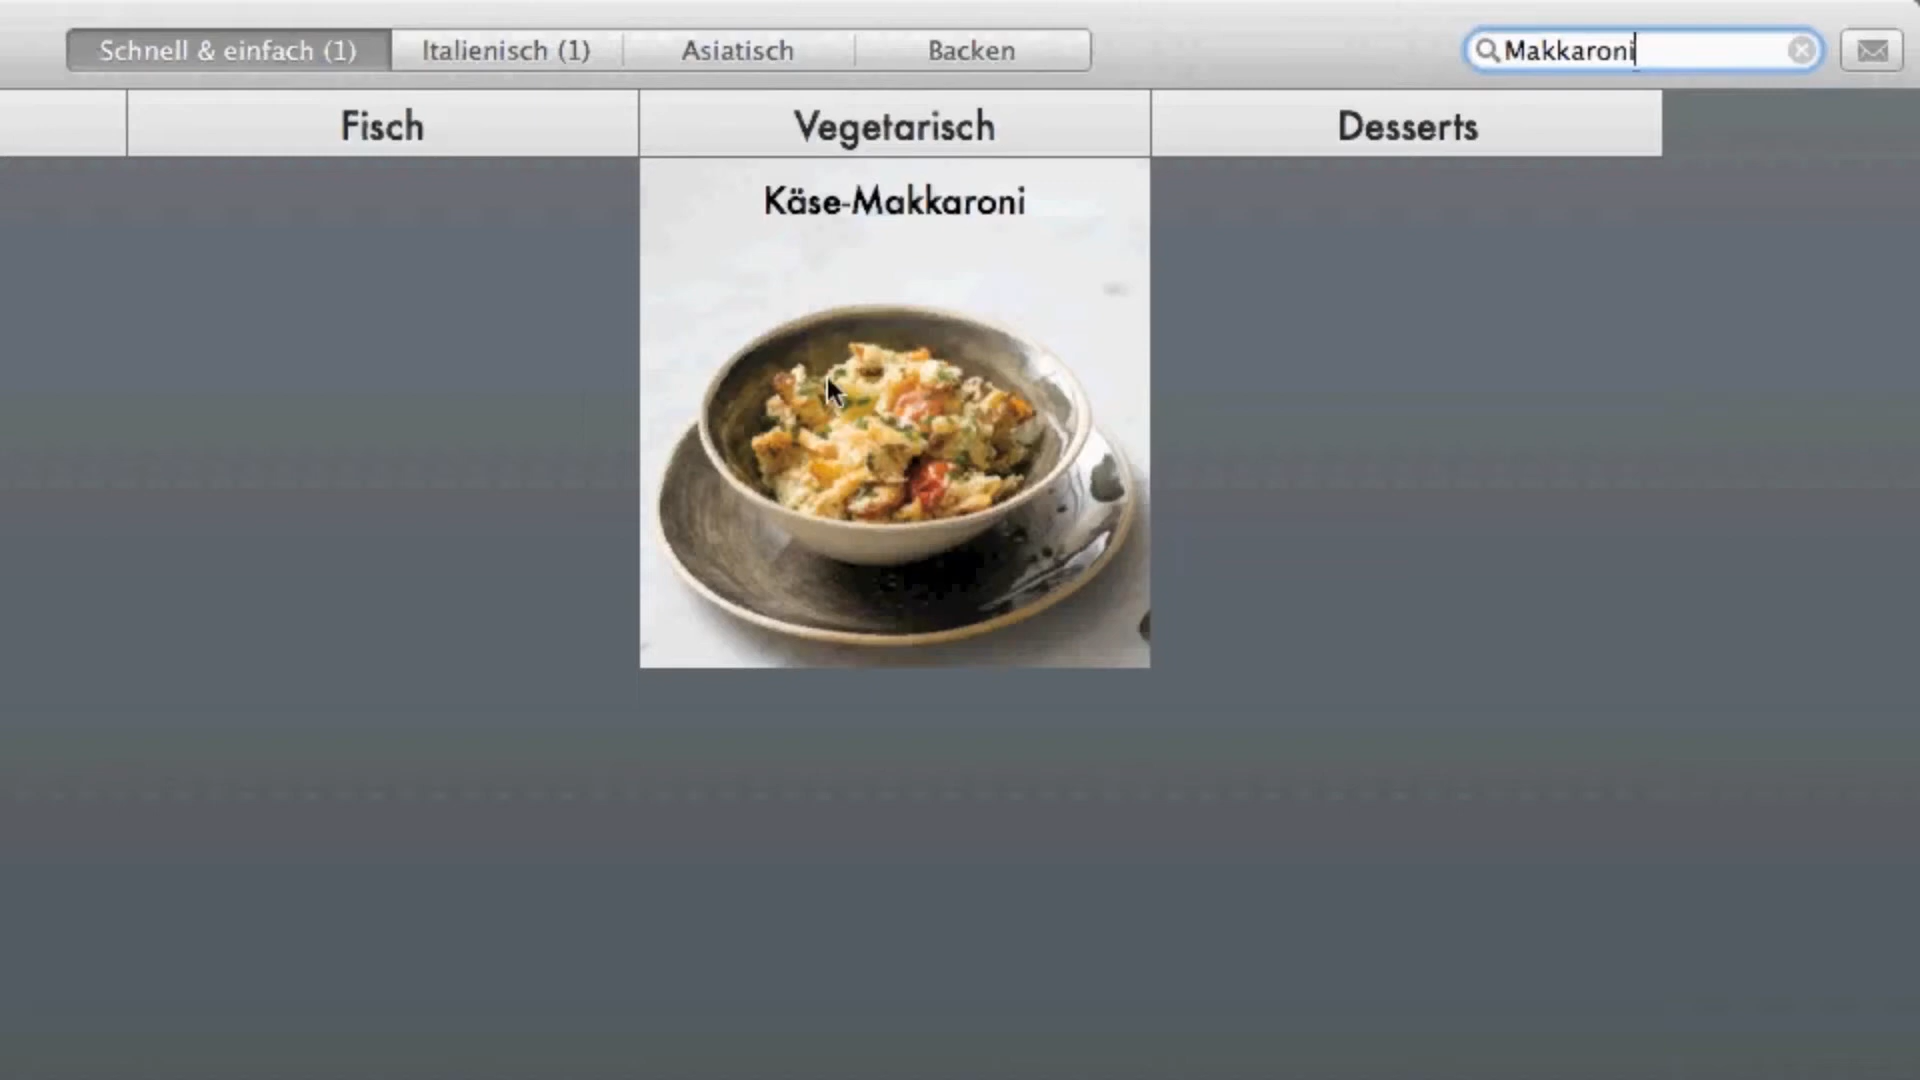 Schnell & einfach (1) Italienisch (1) Asiatisch Backen Makkaroni
Fisch Vegetarisch Desserts
Käse-Makkaroni